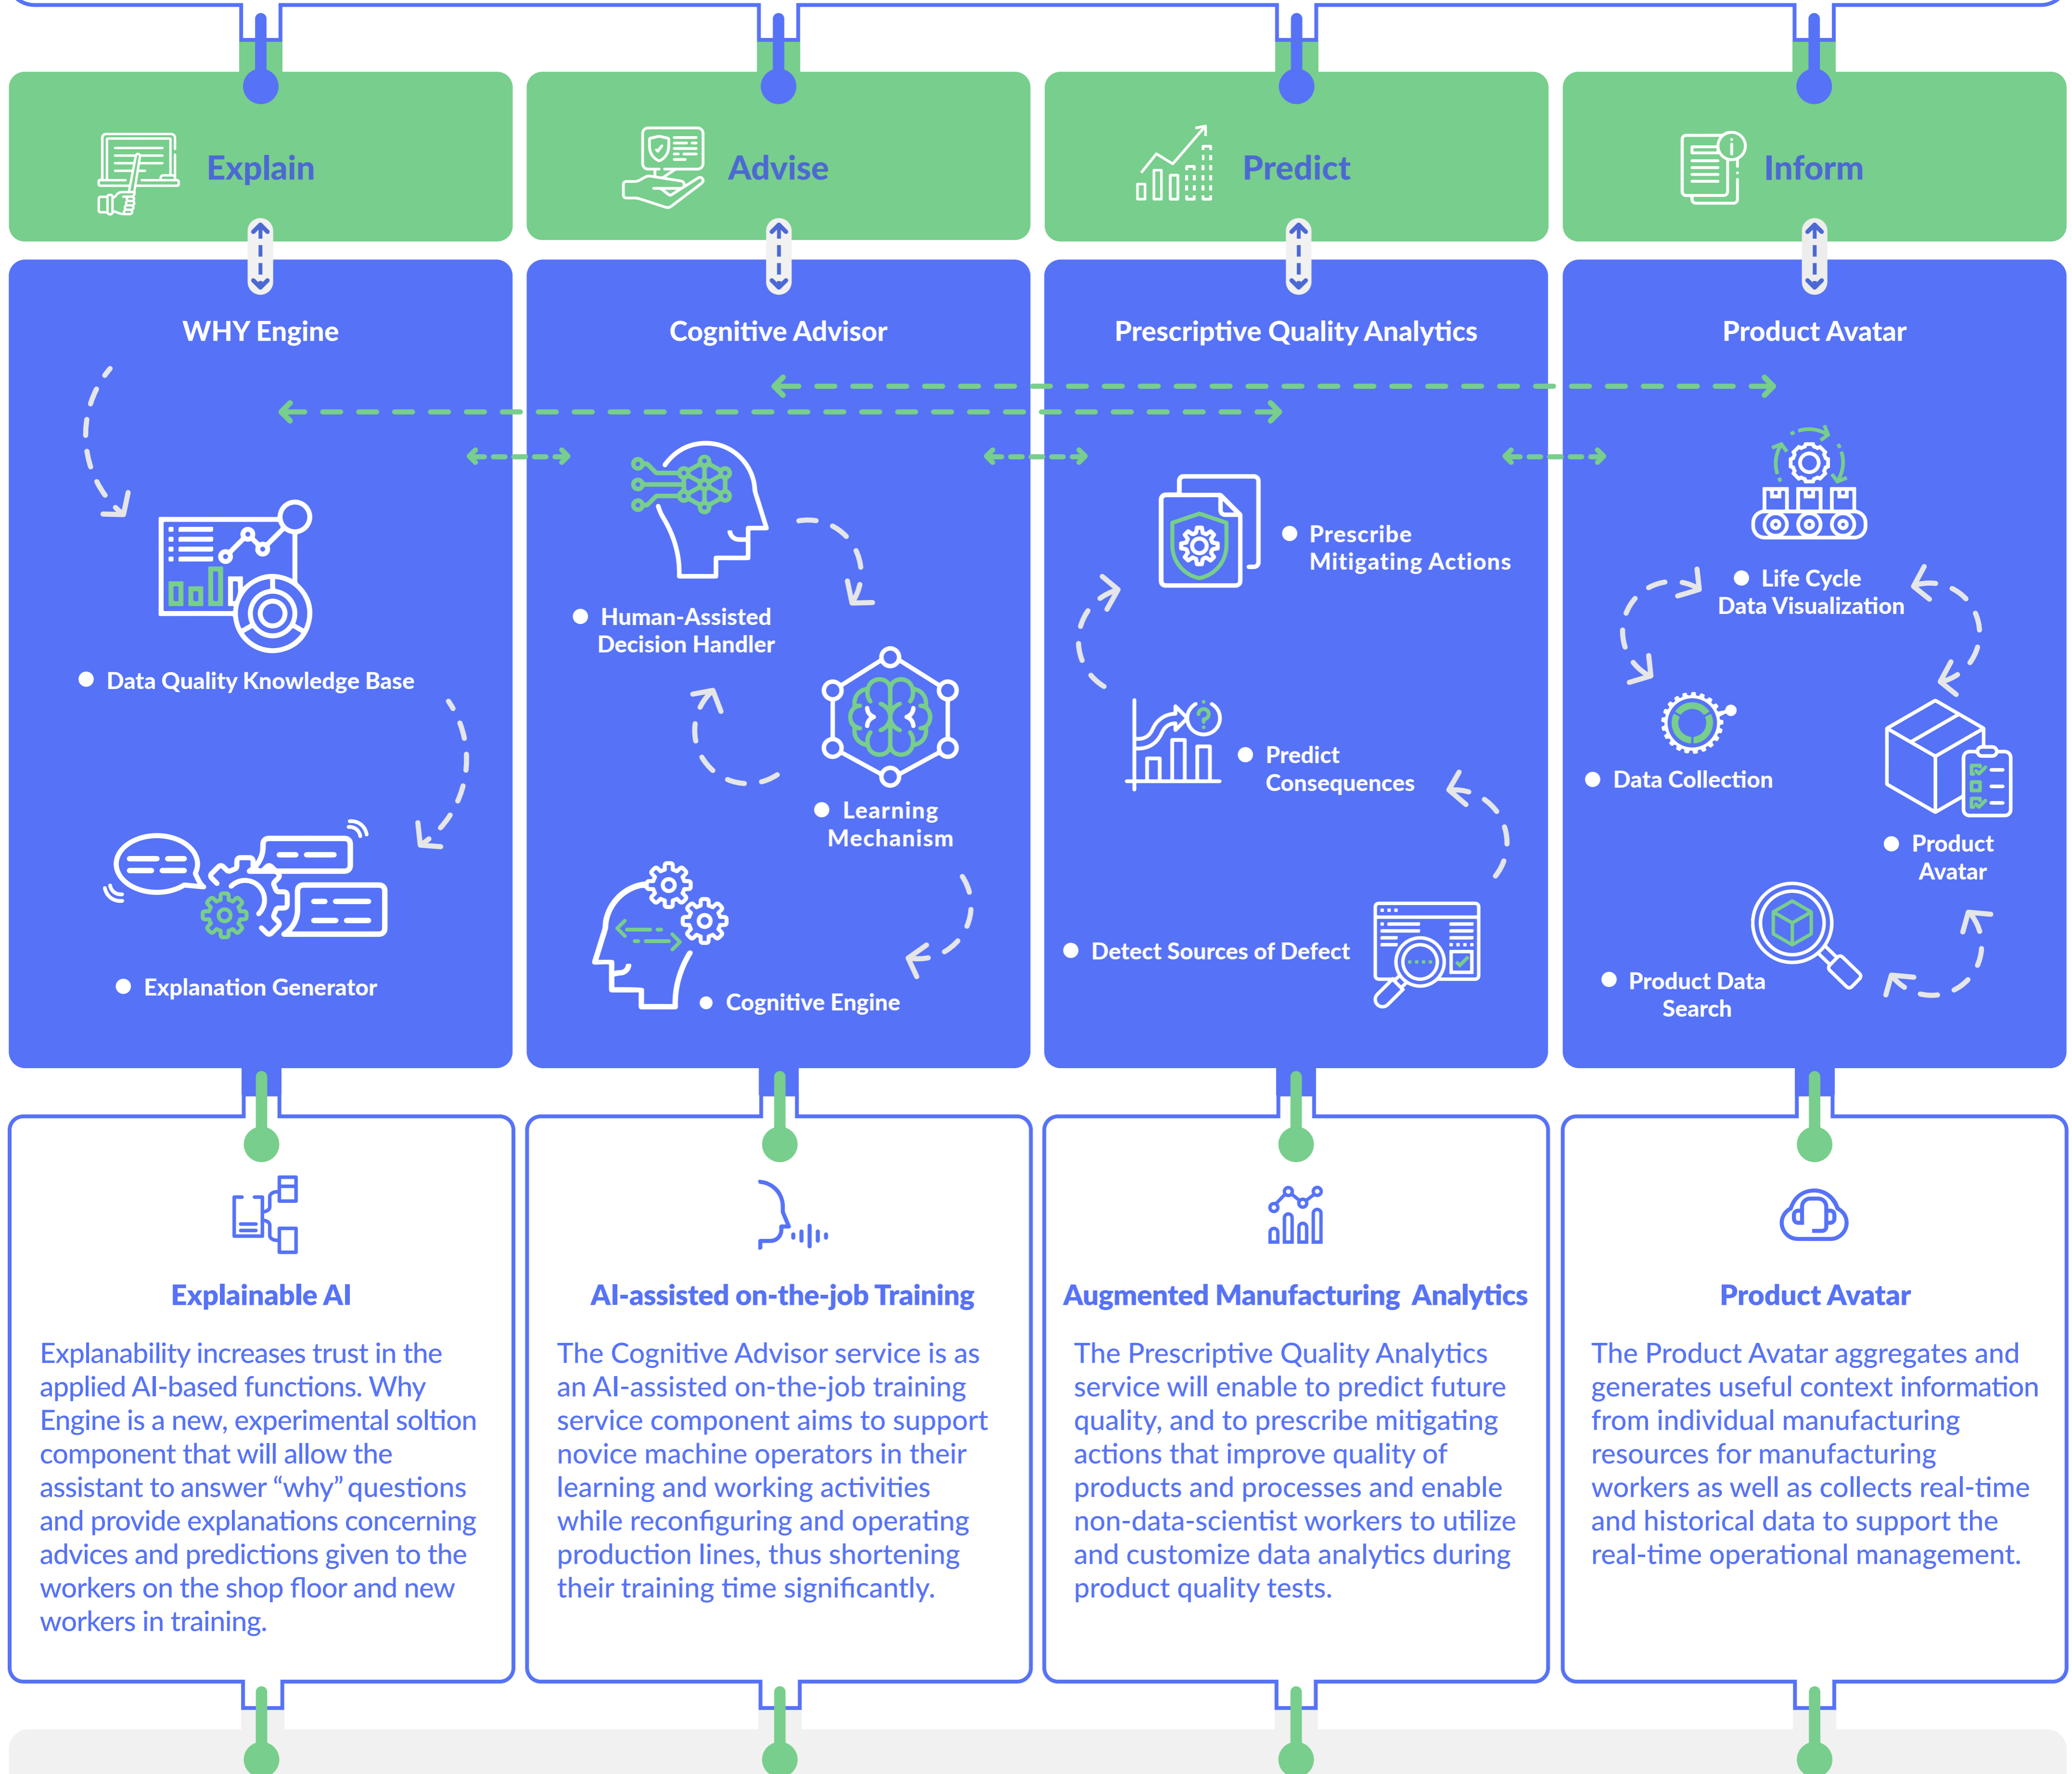 Explain
Advise
Predict
Inform
WHY Engine
Data Quality Knowledge Base
Explanation Generator
Cognitive Advisor
Human-Assisted
Decision Handler
Learning
Mechanism
Cognitive Engine
Prescriptive Quality Analytics
Prescribe
Mitigating Actions
Predict
Consequences
Detect Sources of Defect
Product Avatar
Life Cycle
Data Visualization
Data Collection
Product
Avatar
Product Data
Search
Explainable AI
Explanability increases trust in the
applied AI-based functions. Why
Engine is a new, experimental soltion
component that will allow the
assistant to answer “why” questions
and provide explanations concerning
advices and predictions given to the
workers on the shop floor and new
workers in training.
AI-assisted on-the-job Training
The Cognitive Advisor service is as
an AI-assisted on-the-job training
service component aims to support
novice machine operators in their
learning and working activities
while reconfiguring and operating
production lines, thus shortening
their training time significantly.
Augmented Manufacturing Analytics
The Prescriptive Quality Analytics
service will enable to predict future
quality, and to prescribe mitigating
actions that improve quality of
products and processes and enable
non-data-scientist workers to utilize
and customize data analytics during
product quality tests.
Product Avatar
The Product Avatar aggregates and
generates useful context information
from individual manufacturing
resources for manufacturing
workers as well as collects real-time
and historical data to support the
real-time operational management.